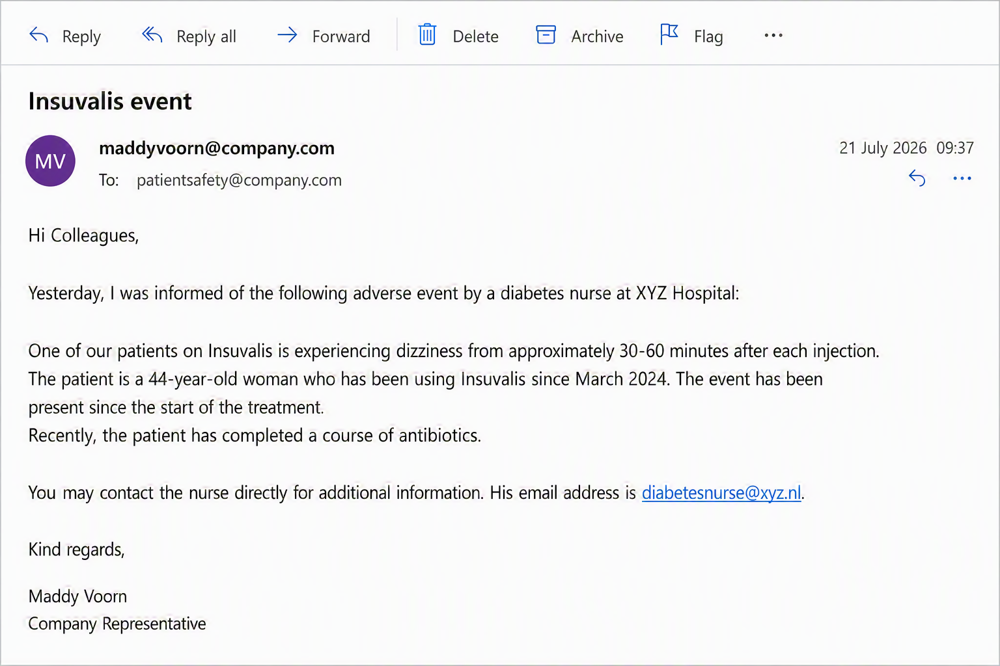 Reply Reply all Forward Delete Archive Flag
Insuvalis event
MV
maddyvoorn@company.com
21 July 2026 09:37
To: patientsafety@company.com
Hi Colleagues,
Yesterday, I was informed of the following adverse event by a diabetes nurse at XYZ Hospital:
One of our patients on Insuvalis is experiencing dizziness from approximately 30-60 minutes after each injection.
The patient is a 44-year-old woman who has been using Insuvalis since March 2024. The event has been
present since the start of the treatment.
Recently, the patient has completed a course of antibiotics.
You may contact the nurse directly for additional information. His email address is diabetesnurse@xyz.nl.
Kind regards,
Maddy Voorn
Company Representative